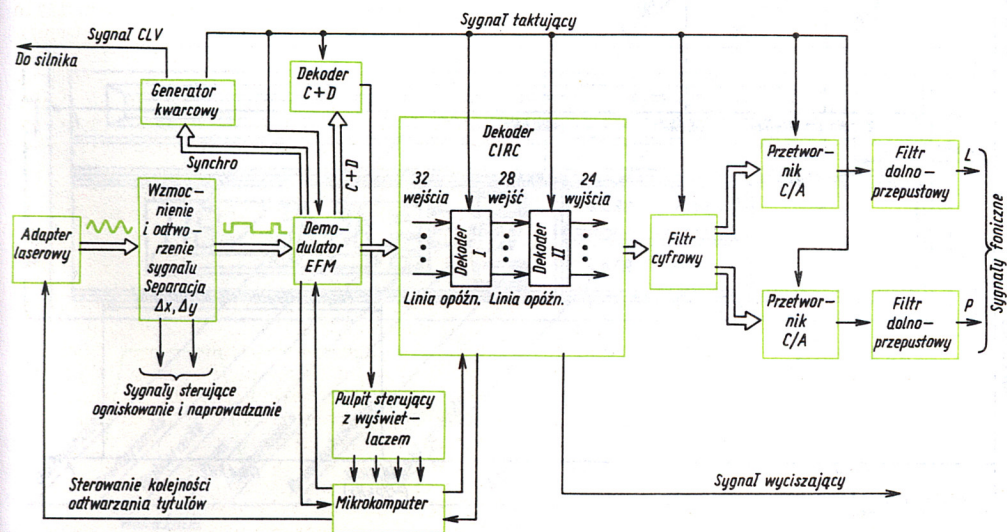 Sygnał taktujący
Sygnał CLV
Do silnika
Generator
kwarcowy
Dekoder
C+D
Synchro
C+D
Dekoder
CIRC
32
wejścia
28
wejść
24
wyjścia
Dekoder
I
Dekoder
II
Linia opóźn.
Linia opóźn.
Adapter
laserowy
Wzmoc-
nienie
i odtwo-
rzenie
sygnału
Separacja
Δx, Δy
Demo-
dulator
EFM
Filtr
cyfrowy
Przetwor-
nik
C/A
Filtr
dolno-
przepustowy
L
Przetwor-
nik
C/A
Filtr
dolno-
przepustowy
P
Sygnały foniczne
Sygnały sterujące
ogniskowanie i naprowadzanie
Pulpit sterujący
z wyświet-
laczem
Sterowanie kolejności
odtwarzania tytułów
Mikrokomputer
Sygnał wyciszający